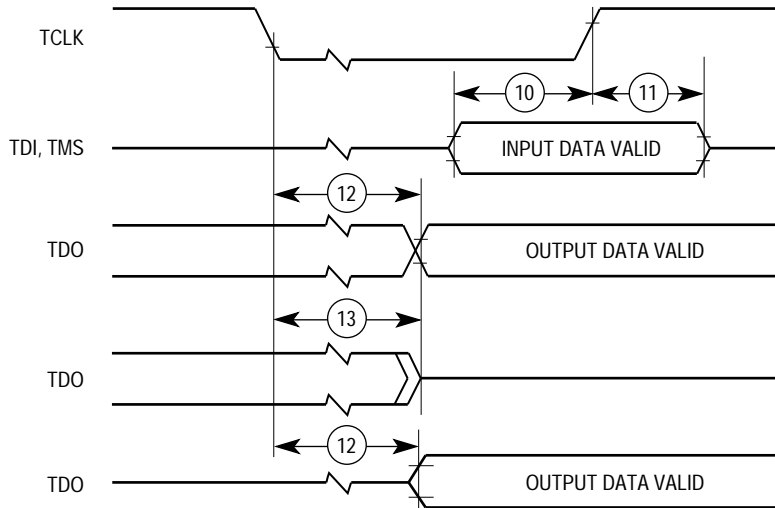 TCLK
10
11
TDI, TMS
INPUT DATA VALID
12
TDO
OUTPUT DATA VALID
13
TDO
12
TDO
OUTPUT DATA VALID